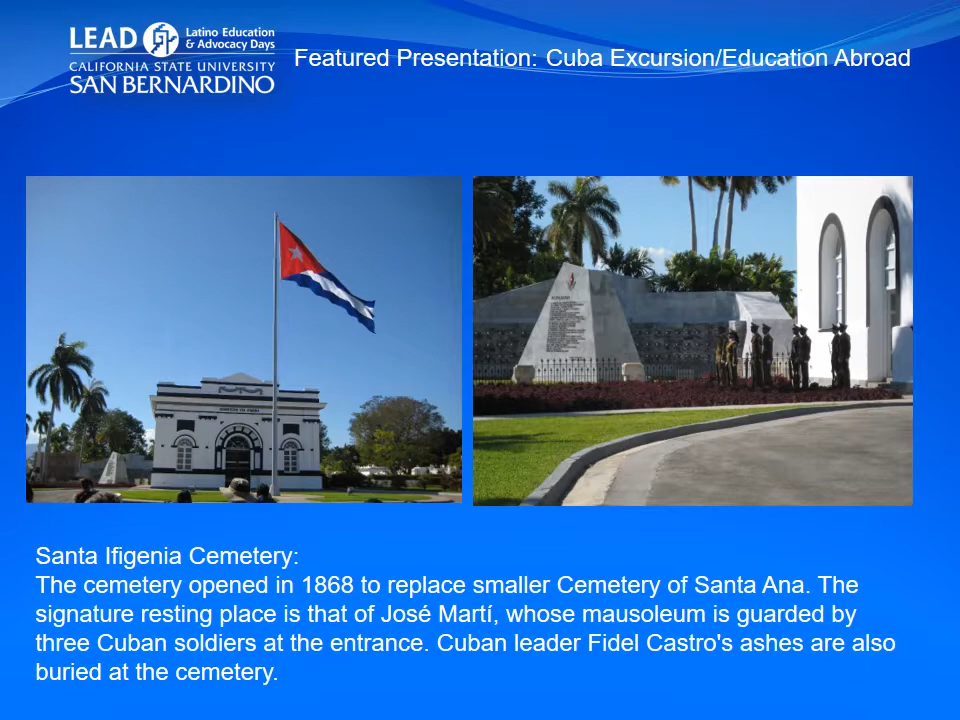 LEAD Latino Education
& Advocacy Days
CALIFORNIA STATE UNIVERSITY
SAN BERNARDINO
Featured Presentation: Cuba Excursion/Education Abroad
Santa Ifigenia Cemetery:
The cemetery opened in 1868 to replace smaller Cemetery of Santa Ana. The
signature resting place is that of José Martí, whose mausoleum is guarded by
three Cuban soldiers at the entrance. Cuban leader Fidel Castro's ashes are also
buried at the cemetery.